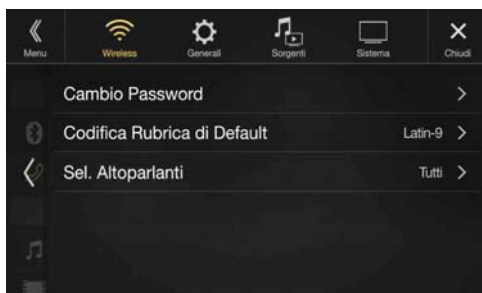 Menu Wireless Generali Sorgenti Sistema Chiudi
Cambio Password
Codifica Rubrica di Default Latin-9
Sel. Altoparlanti Tutti